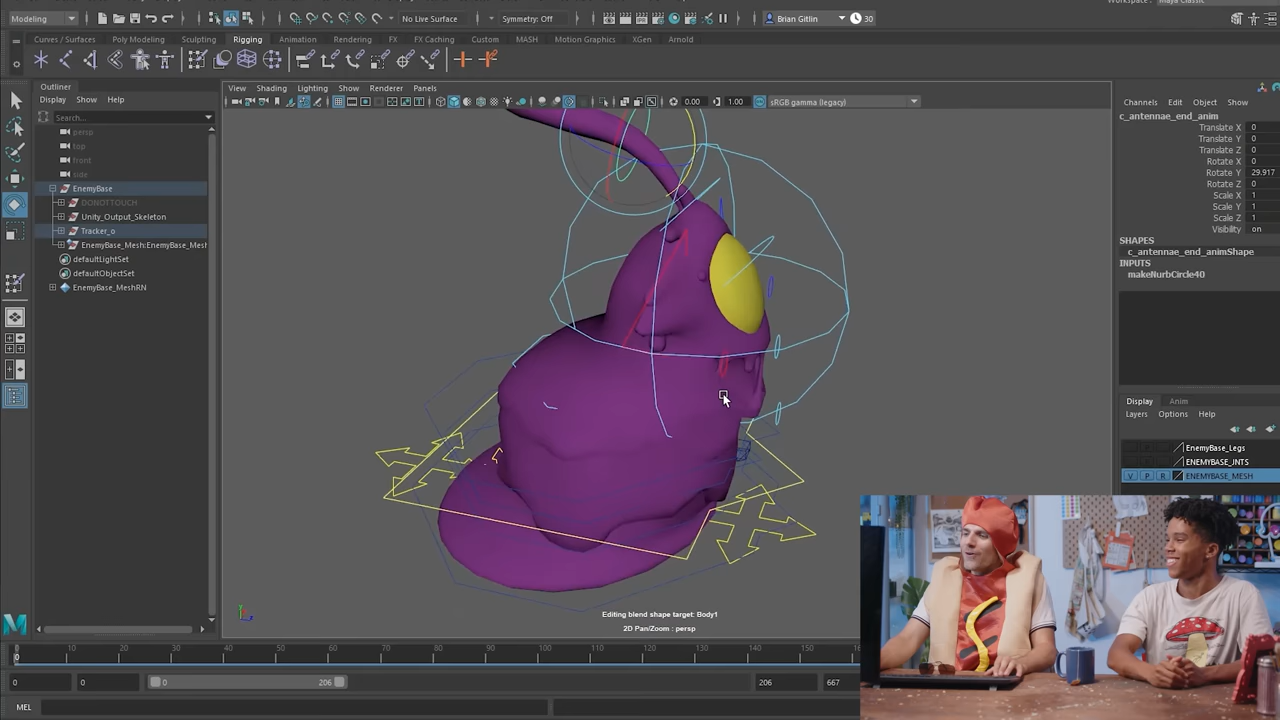 Modeling
No Live Surface
Symmetry: Off
Brian Gitlin
30
Curves / Surfaces
Poly Modeling
Sculpting
Rigging
Animation
Rendering
FX
FX Caching
Custom
MASH
Motion Graphics
XGen
Arnold
Outliner
Display Show Help
Search...
persp
top
front
side
EnemyBase
DONOTTOUCH
Unity_Output_Skeleton
Tracker_o
EnemyBase_Mesh:EnemyBase_Mesh
defaultLightSet
defaultObjectSet
EnemyBase_MeshRN
View Shading Lighting Show Renderer Panels
0.00
1.00
sRGB gamma (legacy)
Editing blend shape target: Body1
2D Pan/Zoom : persp
Channels Edit Object Show
c_antennae_end_anim
Translate X 0
Translate Y 0
Translate Z 0
Rotate X 0
Rotate Y 29.917
Rotate Z 0
Scale X 1
Scale Y 1
Scale Z 1
Visibility on
SHAPES
c_antennae_end_animShape
INPUTS
makeNurbCircle40
Display Anim
Layers Options Help
EnemyBase_Legs
ENEMYBASE_JNTS
V P R ENEMYBASE_MESH
0 10 20 30 40 50 60 70 80 90 100 110 120 130 140 150
0
0
0
0
206
206
667
MEL